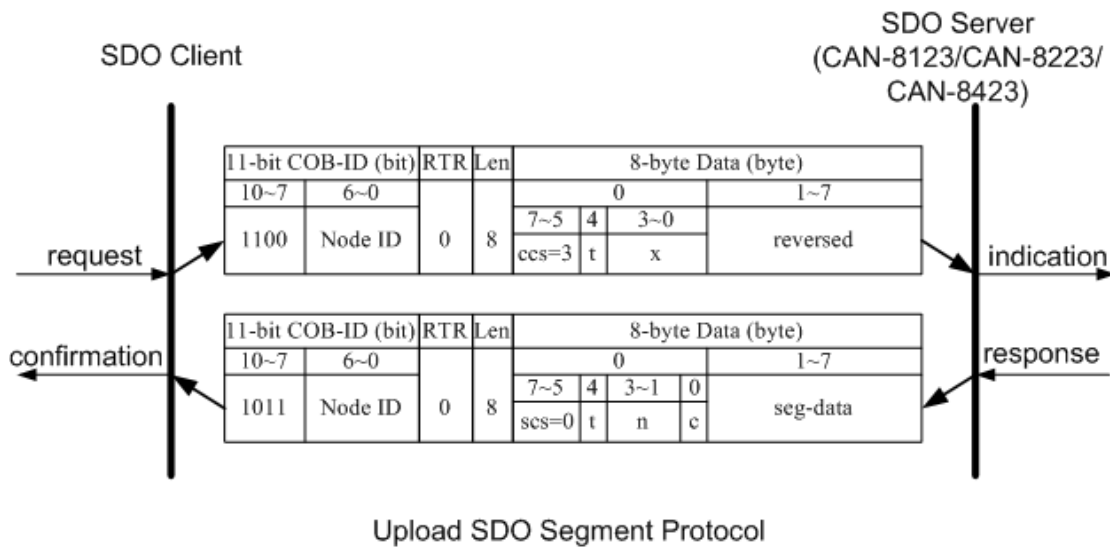 SDO Client
SDO Server
(CAN-8123/CAN-8223/
CAN-8423)
11-bit COB-ID (bit) RTR Len 8-byte Data (byte)
10~7 6~0 0 1~7
7~5 4 3~0
1100 Node ID 0 8 reversed
ccs=3 t x
request
indication
11-bit COB-ID (bit) RTR Len 8-byte Data (byte)
10~7 6~0 0 1~7
confirmation
response
7~5 4 3~1 0
1011 Node ID 0 8 seg-data
scs=0 t n c
Upload SDO Segment Protocol